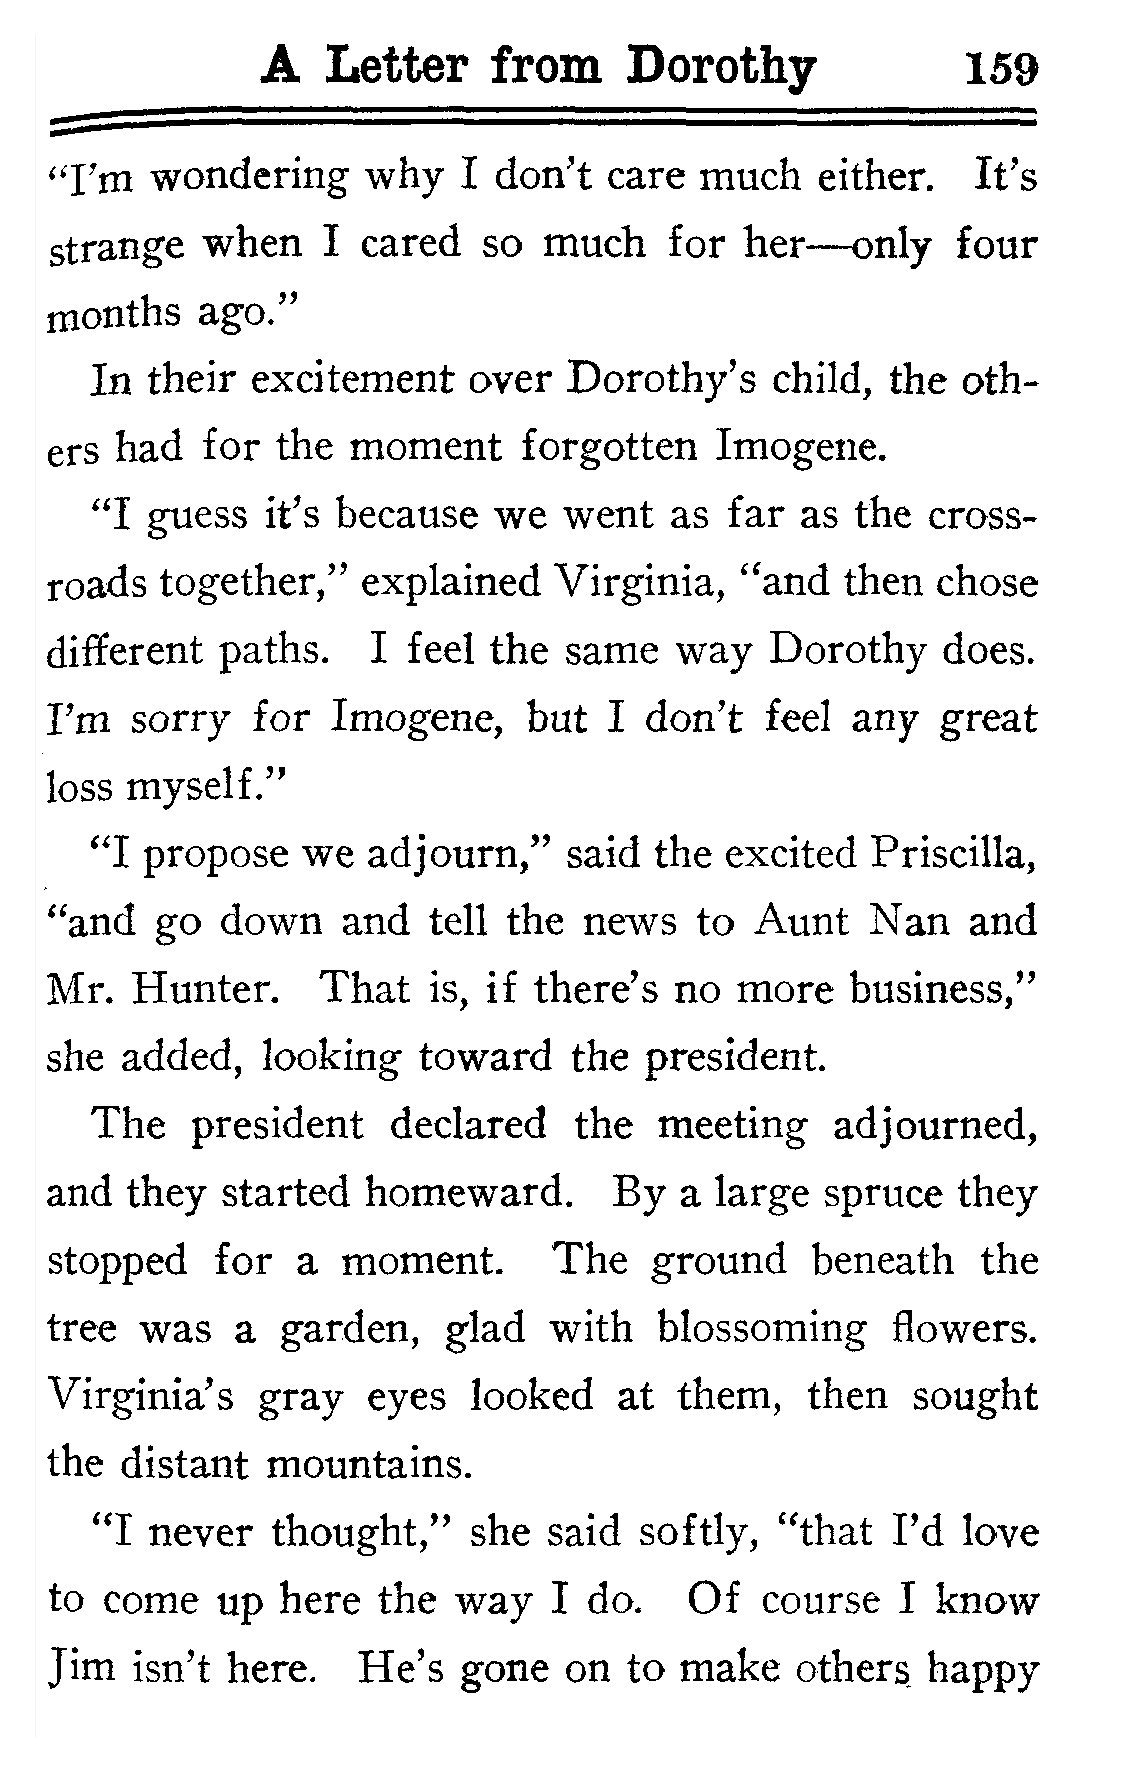 A Letter from Dorothy 159
“I’m wondering why I don’t care much either. It’s
strange when I cared so much for her—only four
months ago.”
In their excitement over Dorothy’s child, the oth-
ers had for the moment forgotten Imogene.
“I guess it’s because we went as far as the cross-
roads together,” explained Virginia, “and then chose
different paths. I feel the same way Dorothy does.
I’m sorry for Imogene, but I don’t feel any great
loss myself.”
“I propose we adjourn,” said the excited Priscilla,
“and go down and tell the news to Aunt Nan and
Mr. Hunter. That is, if there’s no more business,”
she added, looking toward the president.
The president declared the meeting adjourned,
and they started homeward. By a large spruce they
stopped for a moment. The ground beneath the
tree was a garden, glad with blossoming flowers.
Virginia’s gray eyes looked at them, then sought
the distant mountains.
“I never thought,” she said softly, “that I’d love
to come up here the way I do. Of course I know
Jim isn’t here. He’s gone on to make others happy